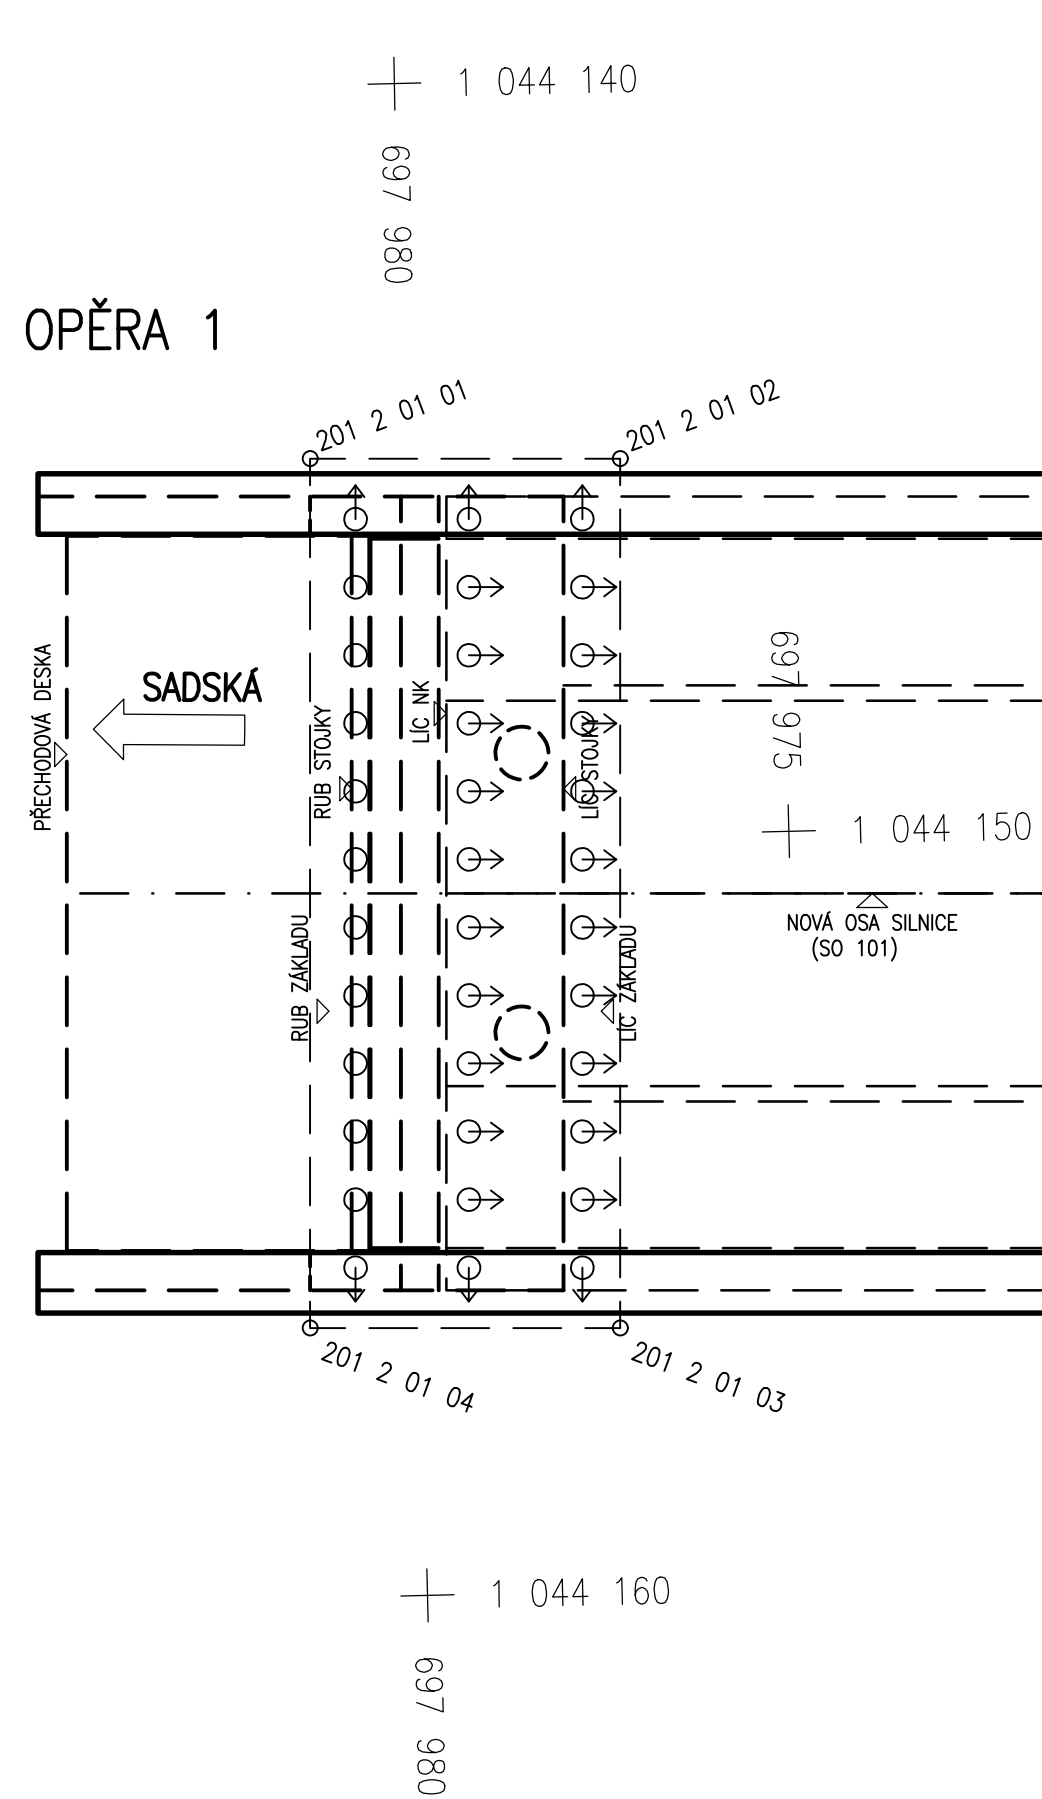 1 044 140
697 980
OPĚRA 1
201 2 01 01
201 2 01 02
PŘECHODOVÁ DESKA
SADSKÁ
RUB STOJKY
LÍC NK
LÍC STOJKY
697 975
1 044 150
NOVÁ OSA SILNICE
(SO 101)
RUB ZÁKLADU
LÍC ZÁKLADU
201 2 01 04
201 2 01 03
1 044 160
697 980